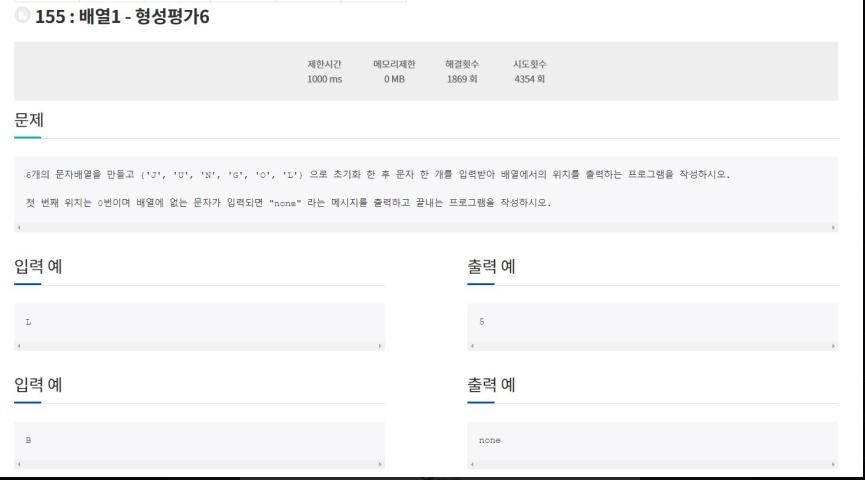 155 : 배열1 - 형성평가6
제한시간 메모리제한 해결횟수 시도횟수
1000 ms 0 MB 1869 회 4354 회
문제
6개의 문자배열을 만들고 {'J', 'U', 'N', 'G', 'O', 'L'} 으로 초기화 한 후 문자 한 개를 입력받아 배열에서의 위치를 출력하는 프로그램을 작성하시오.
첫 번째 위치는 0번이며 배열에 없는 문자가 입력되면 "none" 라는 메시지를 출력하고 끝내는 프로그램을 작성하시오.
입력 예
L
출력 예
5
입력 예
B
출력 예
none